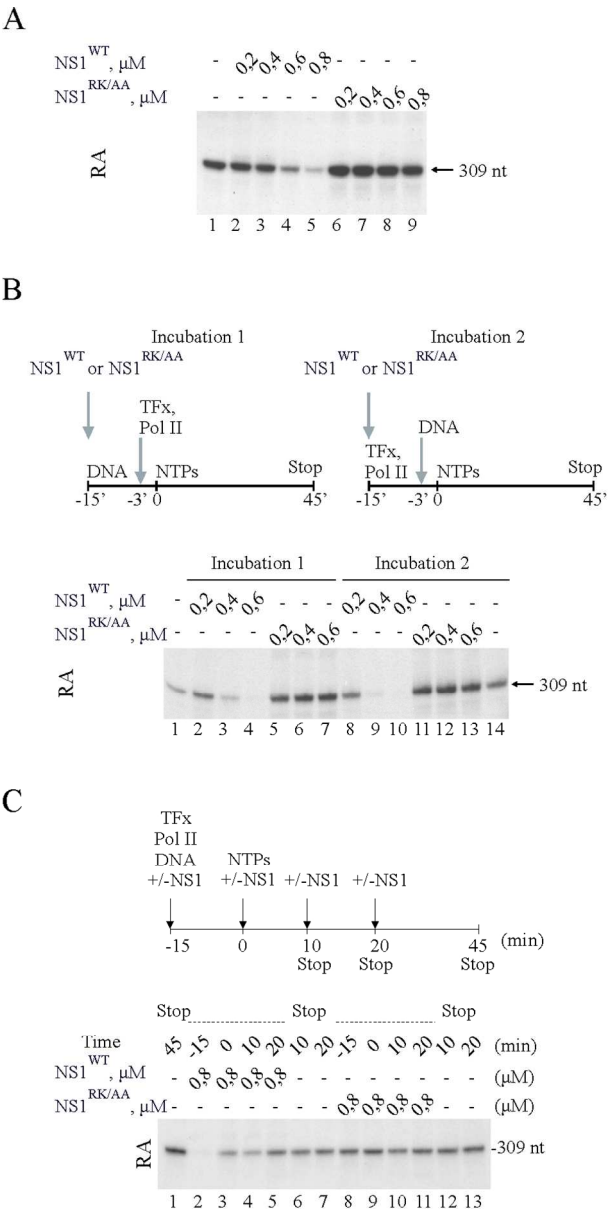 A
NS1WT, µM - 0,2 0,4 0,6 0,8 - - - -
NS1RK/AA, µM - - - - - 0,2 0,4 0,6 0,8
RA
309 nt
1 2 3 4 5 6 7 8 9
B
Incubation 1 Incubation 2
NS1WT or NS1RK/AA NS1WT or NS1RK/AA
TFx, Pol II DNA
DNA NTPs Stop TFx, Pol II NTPs Stop
-15' -3' 0 45' -15' -3' 0 45'
Incubation 1 Incubation 2
NS1WT, µM - 0,2 0,4 0,6 - - - 0,2 0,4 0,6 - - - -
NS1RK/AA, µM - - - - 0,2 0,4 0,6 - - - 0,2 0,4 0,6 -
RA
309 nt
1 2 3 4 5 6 7 8 9 10 11 12 13 14
C
TFx
Pol II
DNA NTPs
+/-NS1 +/-NS1 +/-NS1 +/-NS1
-15 0 10 20 45 (min)
Stop Stop Stop
Stop Stop Stop
Time 45 -15 0 10 20 10 20 -15 0 10 20 10 20 (min)
NS1WT, µM - 0,8 0,8 0,8 0,8 - - - - - - - - (µM)
NS1RK/AA, µM - - - - - - - 0,8 0,8 0,8 0,8 - - (µM)
RA
-309 nt
1 2 3 4 5 6 7 8 9 10 11 12 13